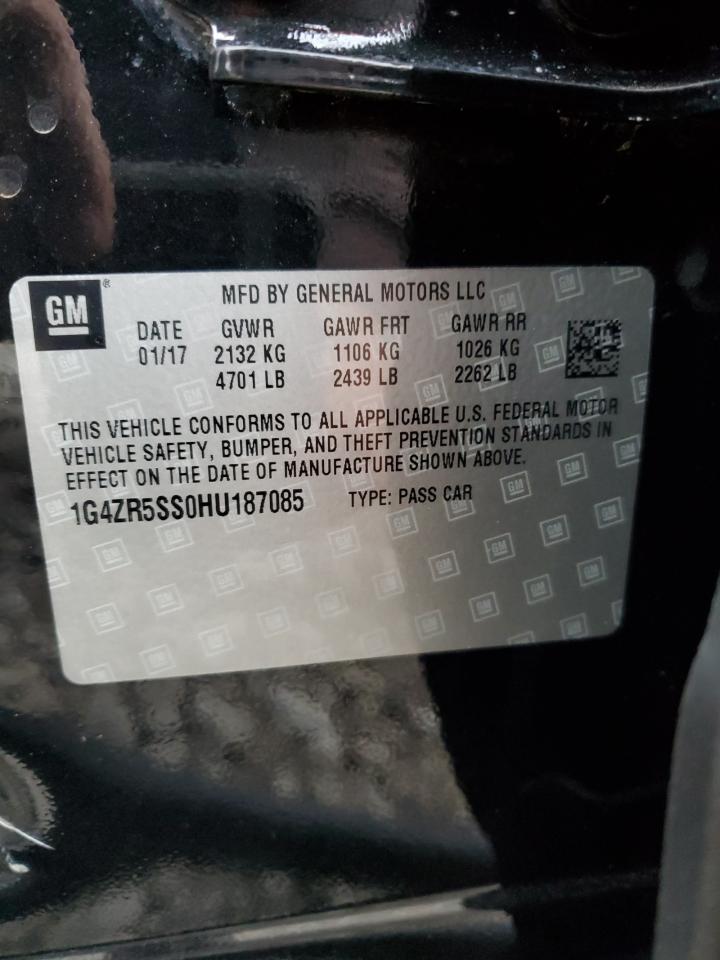 GM
MFD BY GENERAL MOTORS LLC
DATE GVWR GAWR FRT GAWR RR
01/17 2132 KG 1106 KG 1026 KG
4701 LB 2439 LB 2262 LB
THIS VEHICLE CONFORMS TO ALL APPLICABLE U.S. FEDERAL MOTOR
VEHICLE SAFETY, BUMPER, AND THEFT PREVENTION STANDARDS IN
EFFECT ON THE DATE OF MANUFACTURE SHOWN ABOVE.
1G4ZR5SS0HU187085 TYPE: PASS CAR